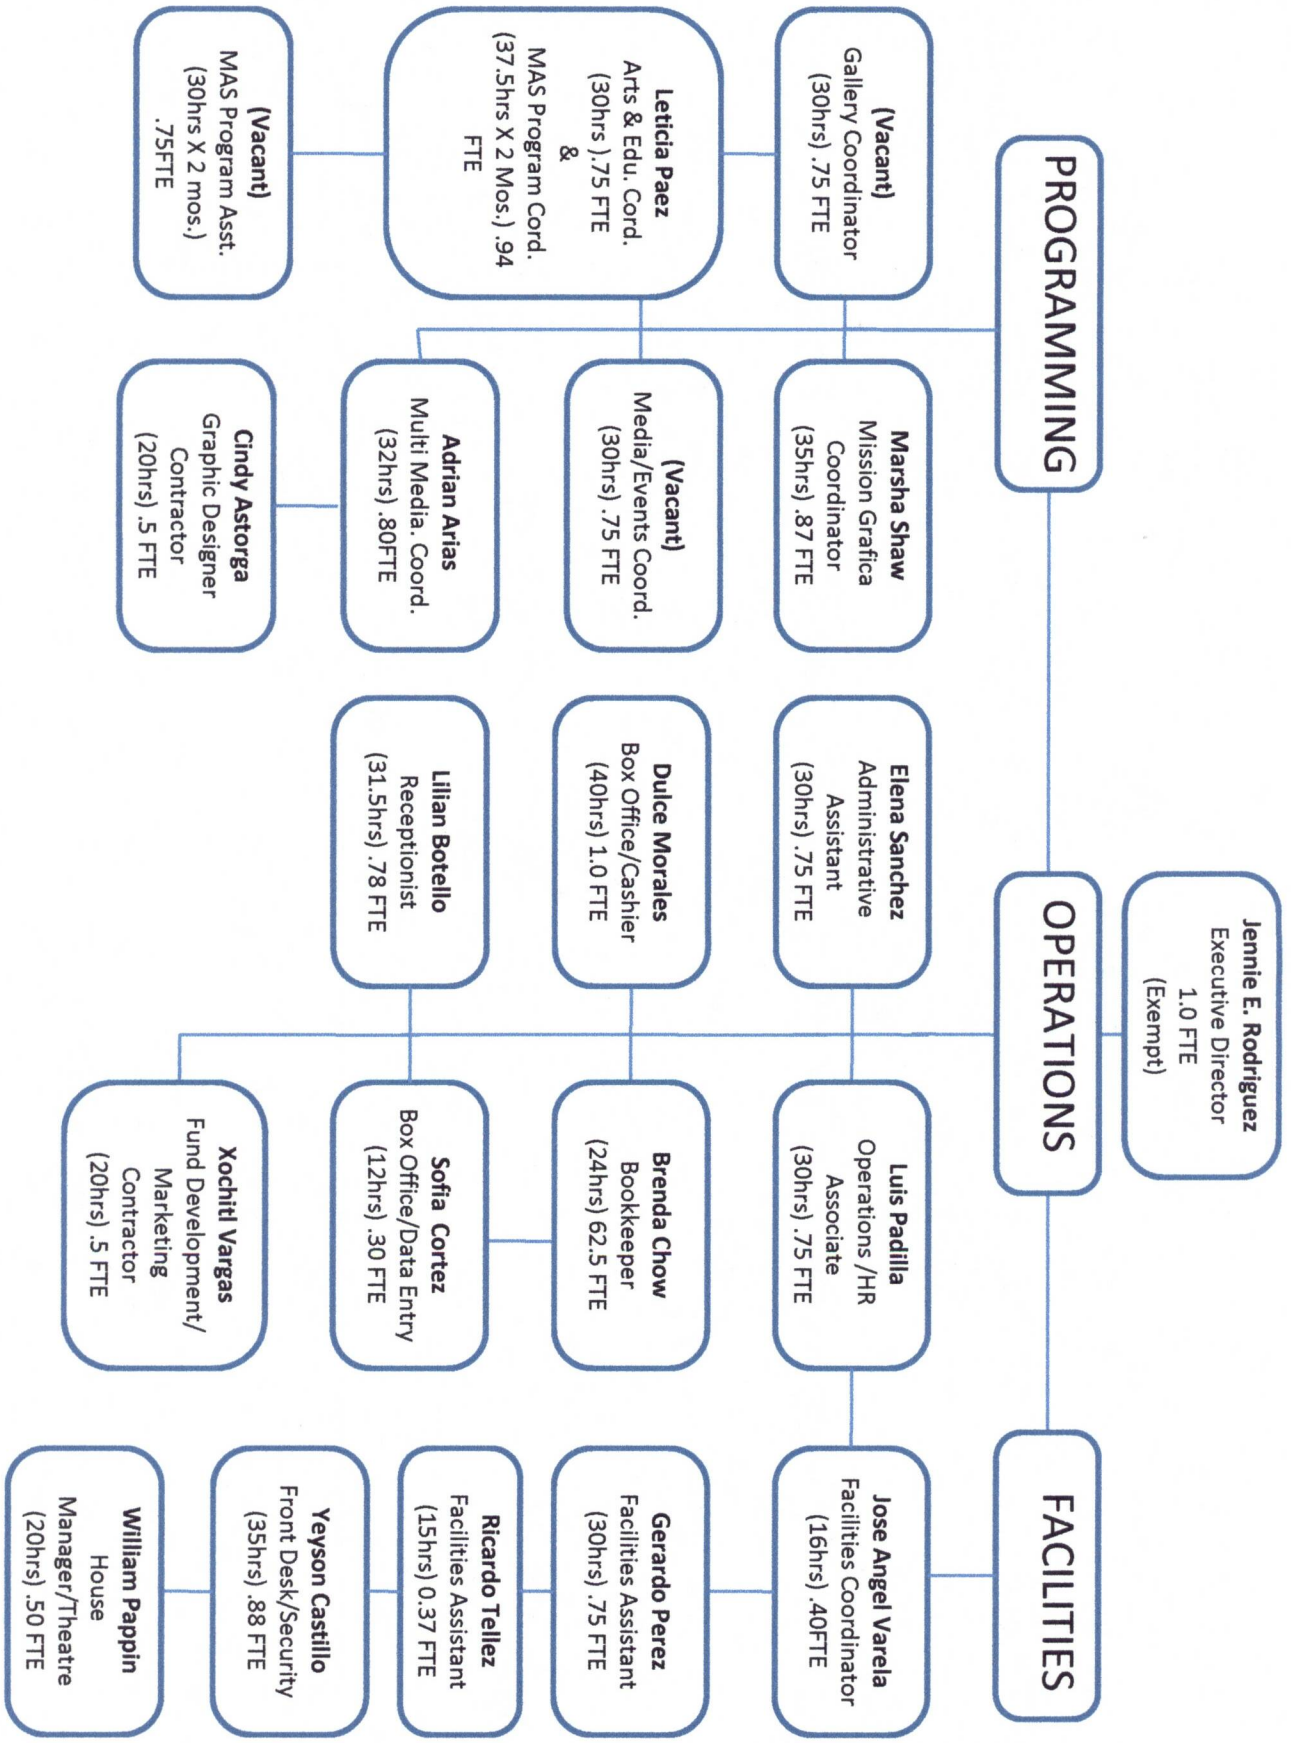 Jennie E. Rodriguez
Executive Director
1.0 FTE
(Exempt)
PROGRAMMING
OPERATIONS
FACILITIES
(Vacant)
Gallery Coordinator
(30hrs) .75 FTE
Marsha Shaw
Mission Grafica
Coordinator
(35hrs) .87 FTE
Elena Sanchez
Administrative
Assistant
(30hrs) .75 FTE
Luis Padilla
Operations /HR
Associate
(30hrs) .75 FTE
Jose Angel Varela
Facilities Coordinator
(16hrs) .40FTE
Leticia Paez
Arts & Edu. Cord.
(30hrs ).75 FTE
&
MAS Program Cord.
(37.5hrs X 2 Mos.) .94
FTE
(Vacant)
Media/Events Coord.
(30hrs) .75 FTE
Dulce Morales
Box Office/Cashier
(40hrs) 1.0 FTE
Brenda Chow
Bookkeeper
(24hrs) 62.5 FTE
Gerardo Perez
Facilities Assistant
(30hrs) .75 FTE
Adrian Arias
Multi Media. Coord.
(32hrs) .80FTE
Lilian Botello
Receptionist
(31.5hrs) .78 FTE
Sofia Cortez
Box Office/Data Entry
(12hrs) .30 FTE
Ricardo Tellez
Facilities Assistant
(15hrs) 0.37 FTE
(Vacant)
MAS Program Asst.
(30hrs X 2 mos.)
.75FTE
Cindy Astorga
Graphic Designer
Contractor
(20hrs) .5 FTE
Xochitl Vargas
Fund Development/
Marketing
Contractor
(20hrs) .5 FTE
Yeyson Castillo
Front Desk/Security
(35hrs) .88 FTE
William Pappin
House
Manager/Theatre
(20hrs) .50 FTE